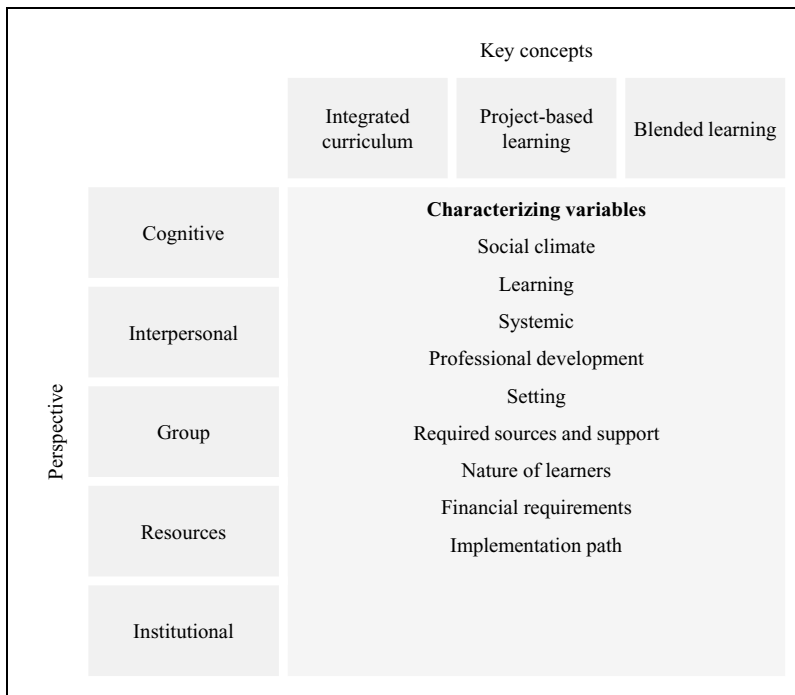 Key concepts
Integrated
curriculum
Project-based
learning
Blended learning
Perspective
Cognitive
Interpersonal
Group
Resources
Institutional
Characterizing variables
Social climate
Learning
Systemic
Professional development
Setting
Required sources and support
Nature of learners
Financial requirements
Implementation path